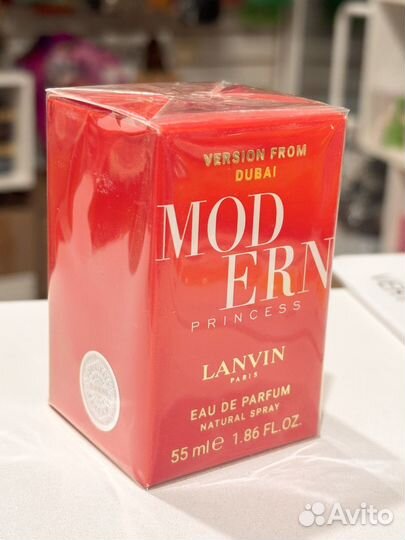 VERSION FROM
DUBAI
MOD
ERN
PRINCESS
LANVIN
PARIS
EAU DE PARFUM
NATURAL SPRAY
55 ml e 1.86 FL.OZ.
Avito